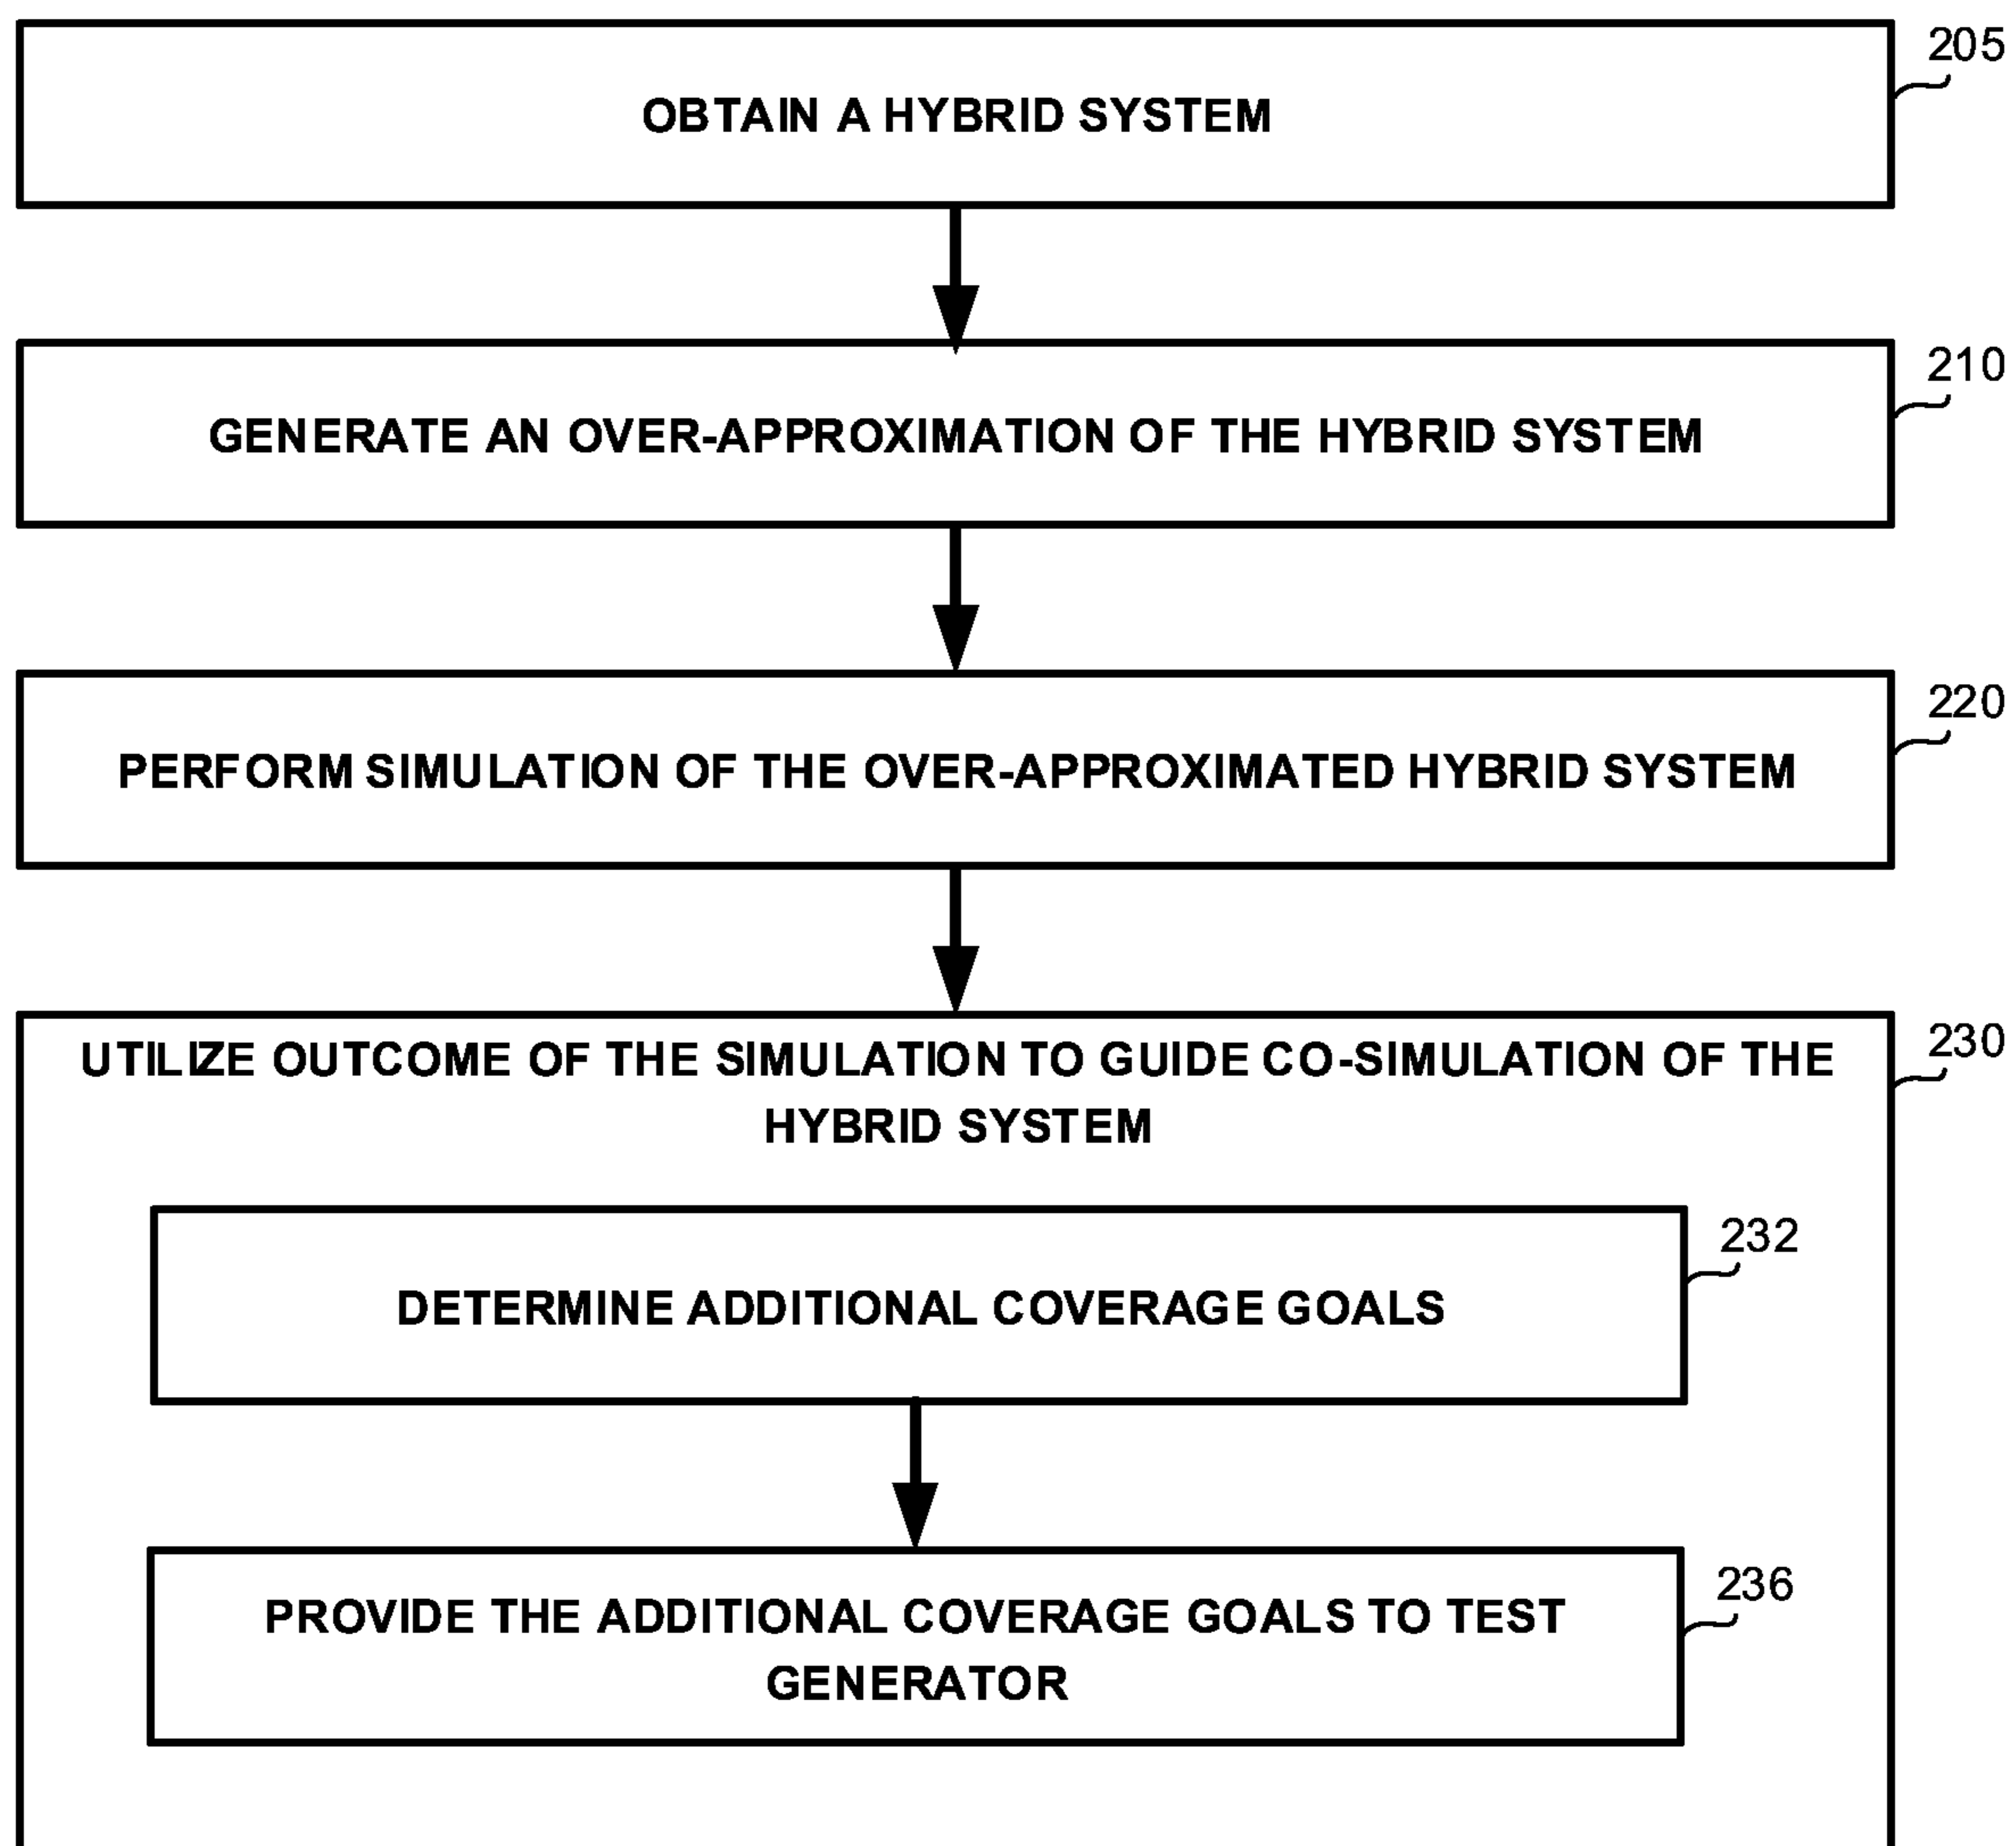 205
OBTAIN A HYBRID SYSTEM
210
GENERATE AN OVER-APPROXIMATION OF THE HYBRID SYSTEM
220
PERFORM SIMULATION OF THE OVER-APPROXIMATED HYBRID SYSTEM
230
UTILIZE OUTCOME OF THE SIMULATION TO GUIDE CO-SIMULATION OF THE
HYBRID SYSTEM
232
DETERMINE ADDITIONAL COVERAGE GOALS
236
PROVIDE THE ADDITIONAL COVERAGE GOALS TO TEST
GENERATOR